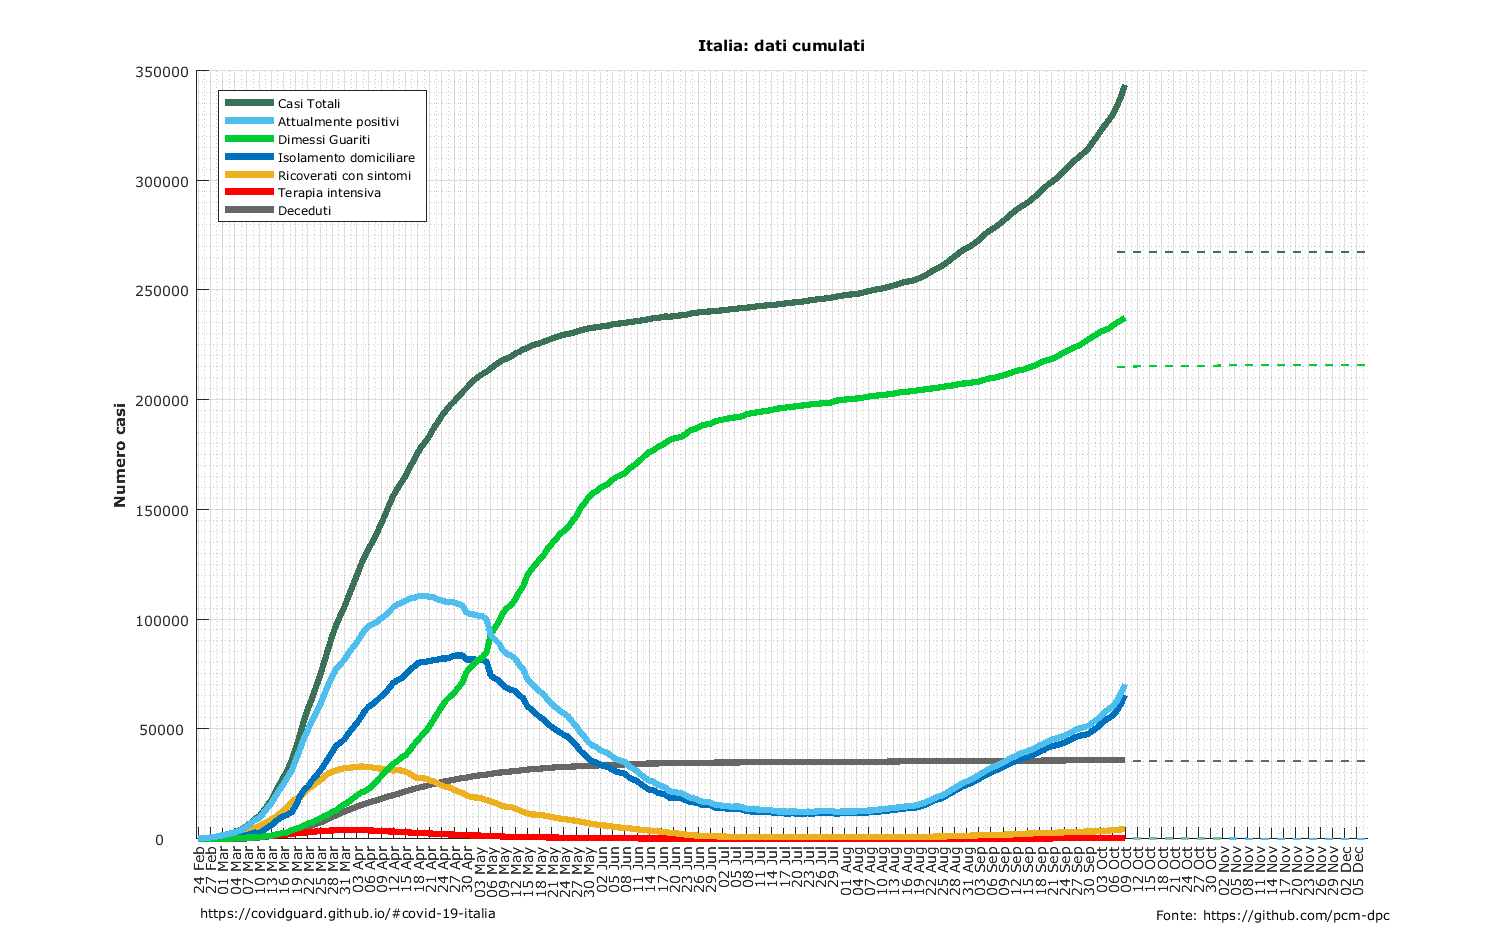 Italia: dati cumulati
350000
300000
250000
200000
150000
100000
50000
0
Numero casi
Casi Totali
Attualmente positivi
Dimessi Guariti
Isolamento domiciliare
Ricoverati con sintomi
Terapia intensiva
Deceduti
24 Feb
27 Feb
01 Mar
04 Mar
07 Mar
10 Mar
13 Mar
16 Mar
19 Mar
22 Mar
25 Mar
28 Mar
31 Mar
03 Apr
06 Apr
09 Apr
12 Apr
15 Apr
18 Apr
21 Apr
24 Apr
27 Apr
30 Apr
03 May
06 May
09 May
12 May
15 May
18 May
21 May
24 May
27 May
30 May
02 Jun
05 Jun
08 Jun
11 Jun
14 Jun
17 Jun
20 Jun
23 Jun
26 Jun
29 Jun
02 Jul
05 Jul
08 Jul
11 Jul
14 Jul
17 Jul
20 Jul
23 Jul
26 Jul
29 Jul
01 Aug
04 Aug
07 Aug
10 Aug
13 Aug
16 Aug
19 Aug
22 Aug
25 Aug
28 Aug
31 Aug
03 Sep
06 Sep
09 Sep
12 Sep
15 Sep
18 Sep
21 Sep
24 Sep
27 Sep
30 Sep
03 Oct
06 Oct
09 Oct
12 Oct
15 Oct
18 Oct
21 Oct
24 Oct
27 Oct
30 Oct
02 Nov
05 Nov
08 Nov
11 Nov
14 Nov
17 Nov
20 Nov
23 Nov
26 Nov
29 Nov
02 Dec
05 Dec
https://covidguard.github.io/#covid-19-italia
Fonte: https://github.com/pcm-dpc